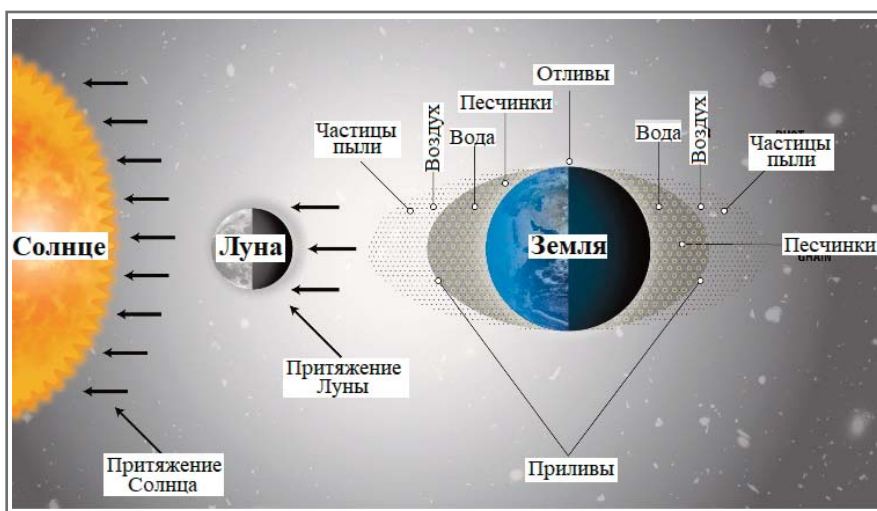 Отливы
Песчинки
Воздух
Вода
Частицы
пыли
Вода
Воздух
Частицы
пыли
Солнце
Луна
Земля
Песчинки
GRAIN
Притяжение
Луны
Притяжение
Солнца
Приливы